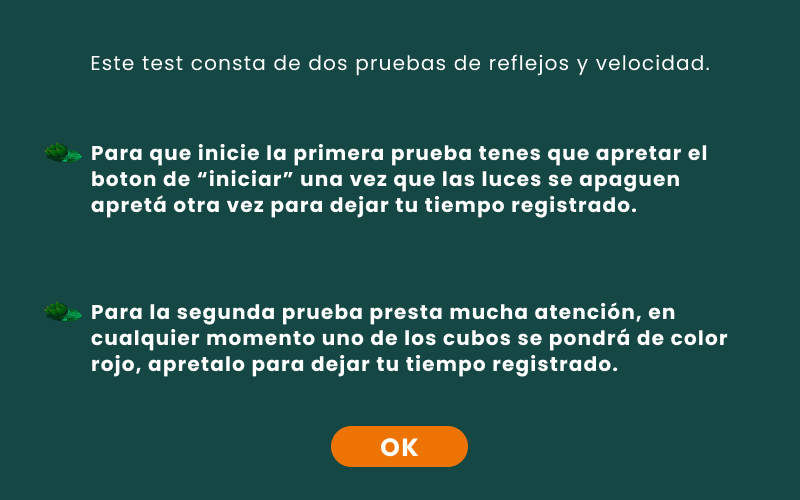 Este test consta de dos pruebas de reflejos y velocidad.
Para que inicie la primera prueba tenes que apretar el
boton de “iniciar” una vez que las luces se apaguen
apretá otra vez para dejar tu tiempo registrado.
Para la segunda prueba presta mucha atención, en
cualquier momento uno de los cubos se pondrá de color
rojo, apretalo para dejar tu tiempo registrado.
OK